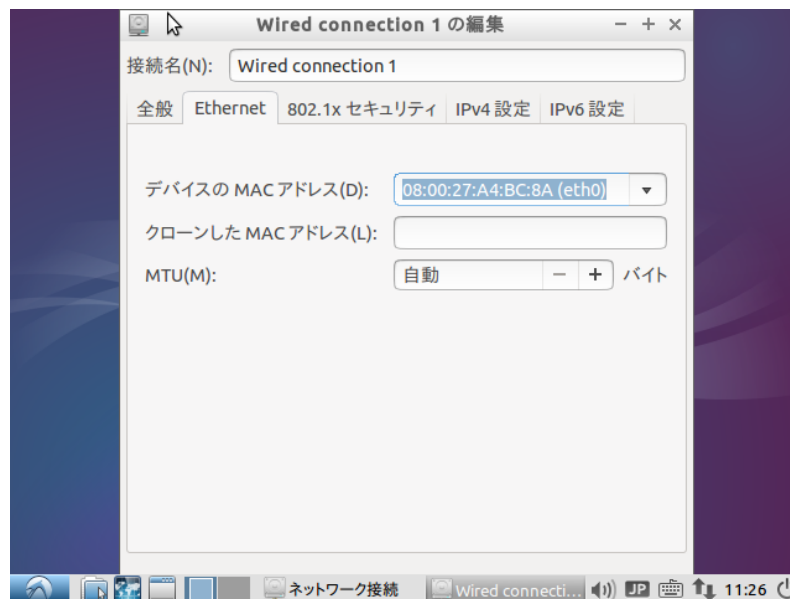 Wired connection 1 の編集
接続名(N): Wired connection 1
全般 Ethernet 802.1x セキュリティ IPv4 設定 IPv6 設定
デバイスの MAC アドレス(D): 08:00:27:A4:BC:8A (eth0)
クローンした MAC アドレス(L):
MTU(M): 自動 − + バイト
ネットワーク接続 Wired connecti... JP 11:26